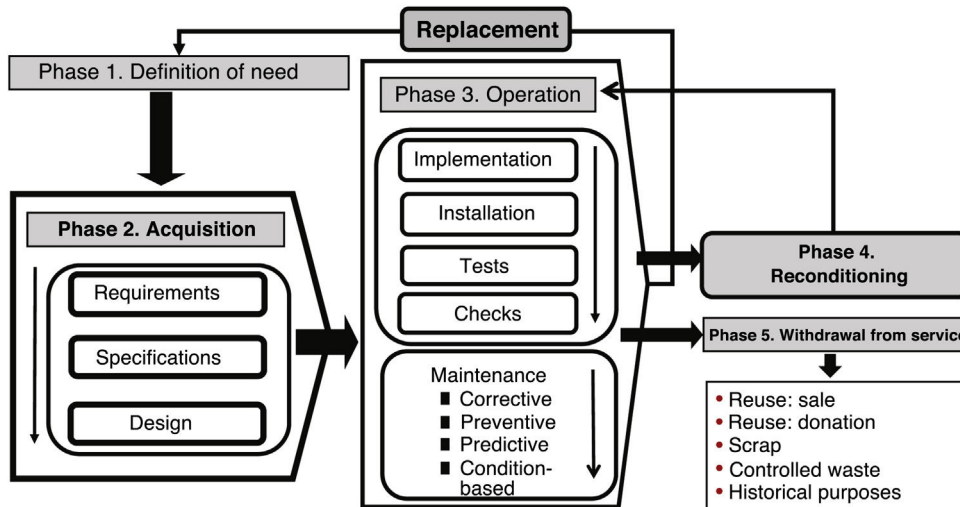 Replacement
Phase 1. Definition of need
Phase 2. Acquisition
Requirements
Specifications
Design
Phase 3. Operation
Implementation
Installation
Tests
Checks
Maintenance
Corrective
Preventive
Predictive
Condition-
based
Phase 4.
Reconditioning
Phase 5. Withdrawal from service
Reuse: sale
Reuse: donation
Scrap
Controlled waste
Historical purposes